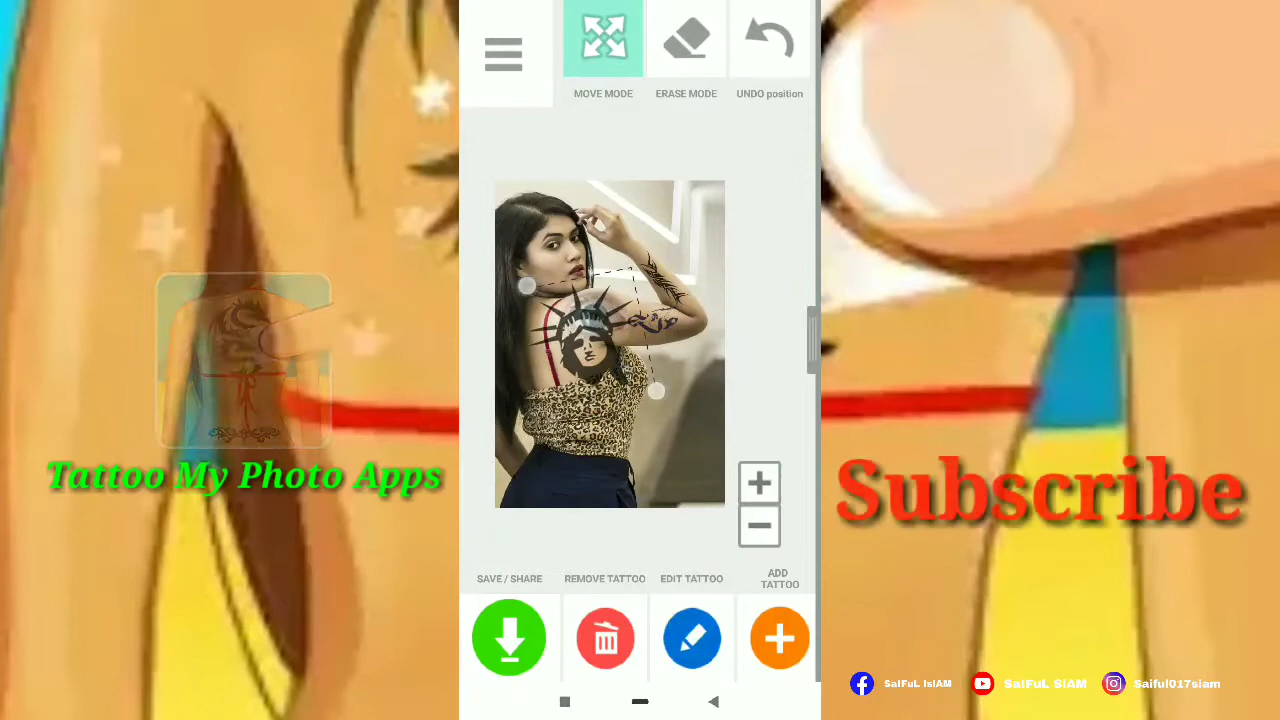 MOVE MODE
ERASE MODE
UNDO position
Tattoo My Photo Apps
Subscribe
SAVE / SHARE
REMOVE TATTOO
EDIT TATTOO
ADD
TATTOO
SaIFuL IsIAM
SaIFuL SIAM
Saiful017siam